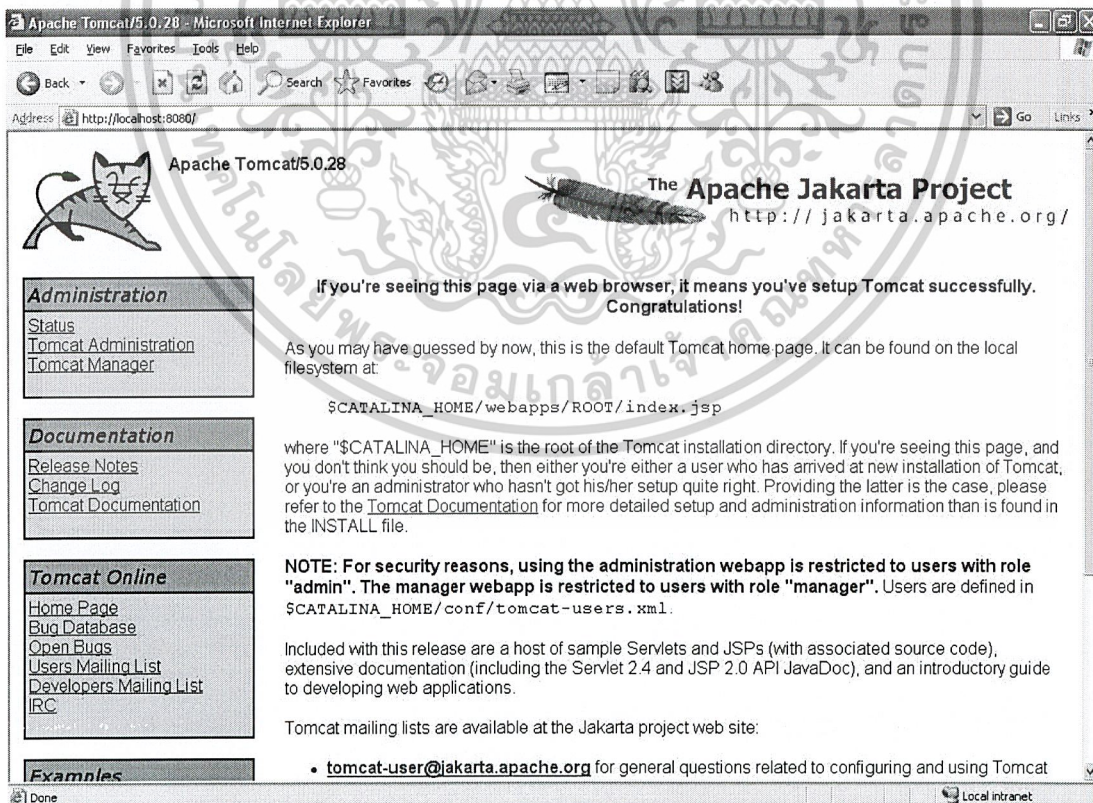 Apache Tomcat/5.0.28 - Microsoft Internet Explorer
File Edit View Favorites Tools Help
Back Search Favorites
Address http://localhost:8080/ Go Links »
Apache Tomcat/5.0.28
The Apache Jakarta Project
http://jakarta.apache.org/
Administration
Status
Tomcat Administration
Tomcat Manager
Documentation
Release Notes
Change Log
Tomcat Documentation
Tomcat Online
Home Page
Bug Database
Open Bugs
Users Mailing List
Developers Mailing List
IRC
Examples
If you're seeing this page via a web browser, it means you've setup Tomcat successfully.
Congratulations!
As you may have guessed by now, this is the default Tomcat home page. It can be found on the local
filesystem at:
$CATALINA_HOME/webapps/ROOT/index.jsp
where "$CATALINA_HOME" is the root of the Tomcat installation directory. If you're seeing this page, and
you don't think you should be, then either you're either a user who has arrived at new installation of Tomcat,
or you're an administrator who hasn't got his/her setup quite right. Providing the latter is the case, please
refer to the Tomcat Documentation for more detailed setup and administration information than is found in
the INSTALL file.
NOTE: For security reasons, using the administration webapp is restricted to users with role
"admin". The manager webapp is restricted to users with role "manager". Users are defined in
$CATALINA_HOME/conf/tomcat-users.xml.
Included with this release are a host of sample Servlets and JSPs (with associated source code),
extensive documentation (including the Servlet 2.4 and JSP 2.0 API JavaDoc), and an introductory guide
to developing web applications.
Tomcat mailing lists are available at the Jakarta project web site:
• tomcat-user@jakarta.apache.org for general questions related to configuring and using Tomcat
Done Local intranet